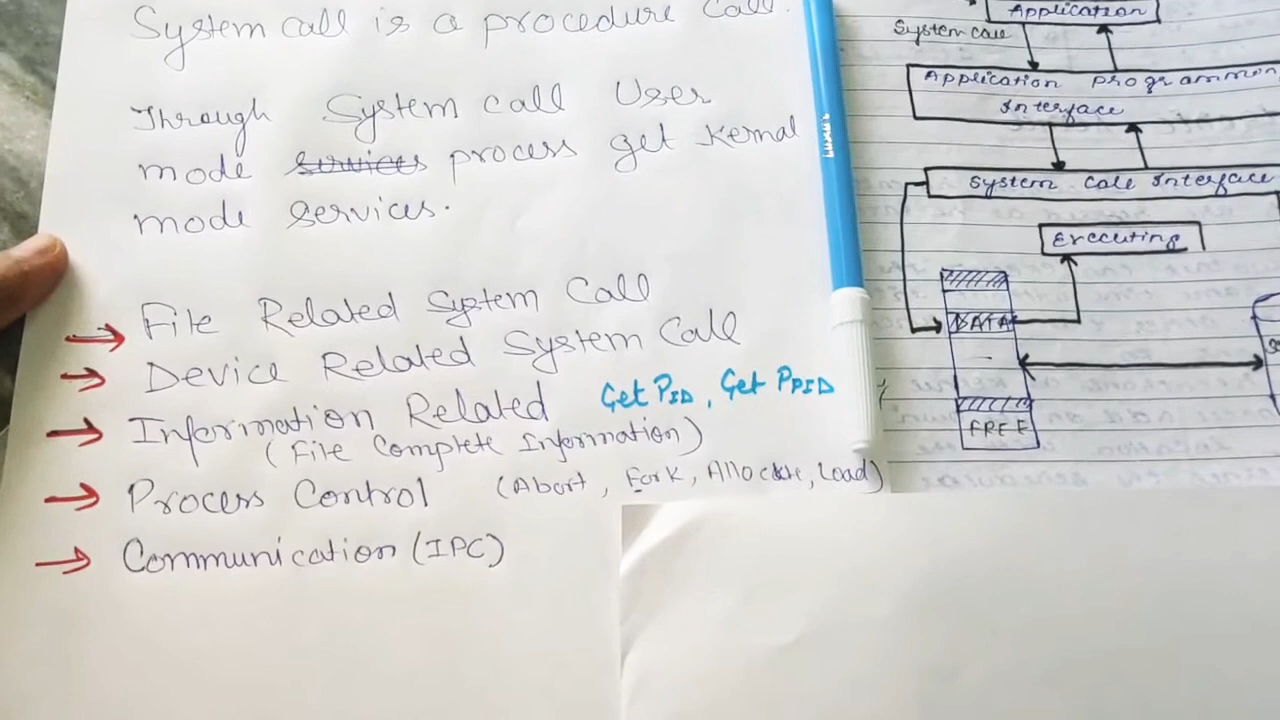 System call is a procedure call.
Through System call User
mode services process get Kernal
mode services.
File Related System Call
Device Related System Call
Information Related Get PID, Get PPID
(File Complete Information)
Process Control (Abort, Fork, Allocate, Load)
Communication (IPC)
LUXOR
Application
System call
Application programmin
Interface
System Call Interface
Executing
DATA
FREE